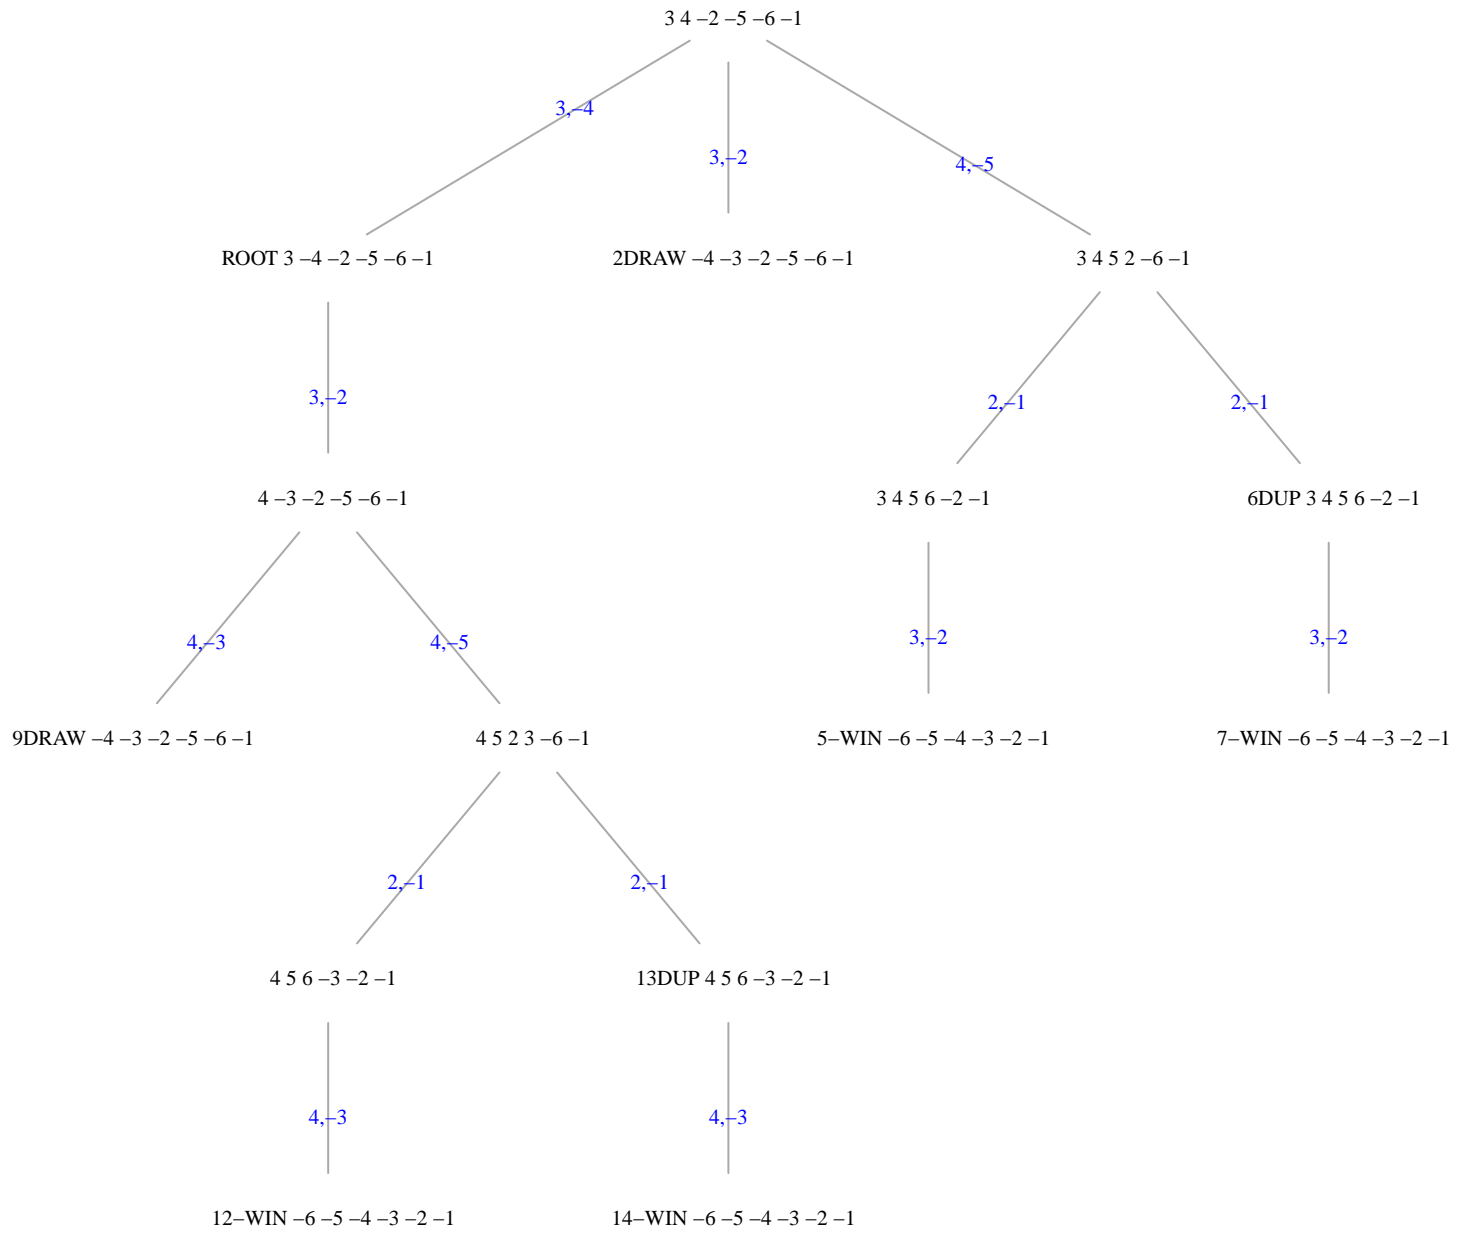 3 4 –2 –5 –6 –1
3,–4
3,–2
4,–5
ROOT 3 –4 –2 –5 –6 –1
2DRAW –4 –3 –2 –5 –6 –1
3 4 5 2 –6 –1
3,–2
2,–1
2,–1
4 –3 –2 –5 –6 –1
3 4 5 6 –2 –1
6DUP 3 4 5 6 –2 –1
4,–3
4,–5
3,–2
3,–2
9DRAW –4 –3 –2 –5 –6 –1
4 5 2 3 –6 –1
5–WIN –6 –5 –4 –3 –2 –1
7–WIN –6 –5 –4 –3 –2 –1
2,–1
2,–1
4 5 6 –3 –2 –1
13DUP 4 5 6 –3 –2 –1
4,–3
4,–3
12–WIN –6 –5 –4 –3 –2 –1
14–WIN –6 –5 –4 –3 –2 –1